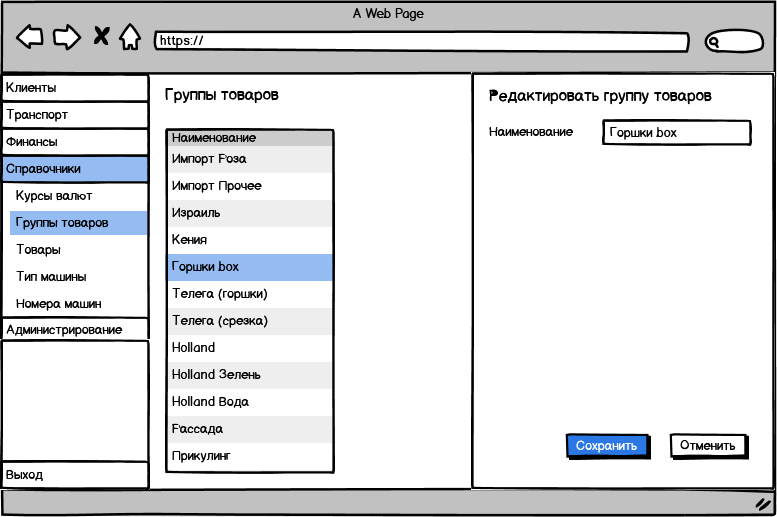 A Web Page
https://
Клиенты
Транспорт
Финансы
Справочники
Курсы валют
Группы товаров
Товары
Тип машины
Номера машин
Администрирование
Выход
Группы товаров
Наименование
Импорт Роза
Импорт Прочее
Израиль
Кения
Горшки box
Телега (горшки)
Телега (срезка)
Holland
Holland Зелень
Holland Вода
Рассада
Прикулинг
Редактировать группу товаров
Наименование
Горшки box
Сохранить
Отменить